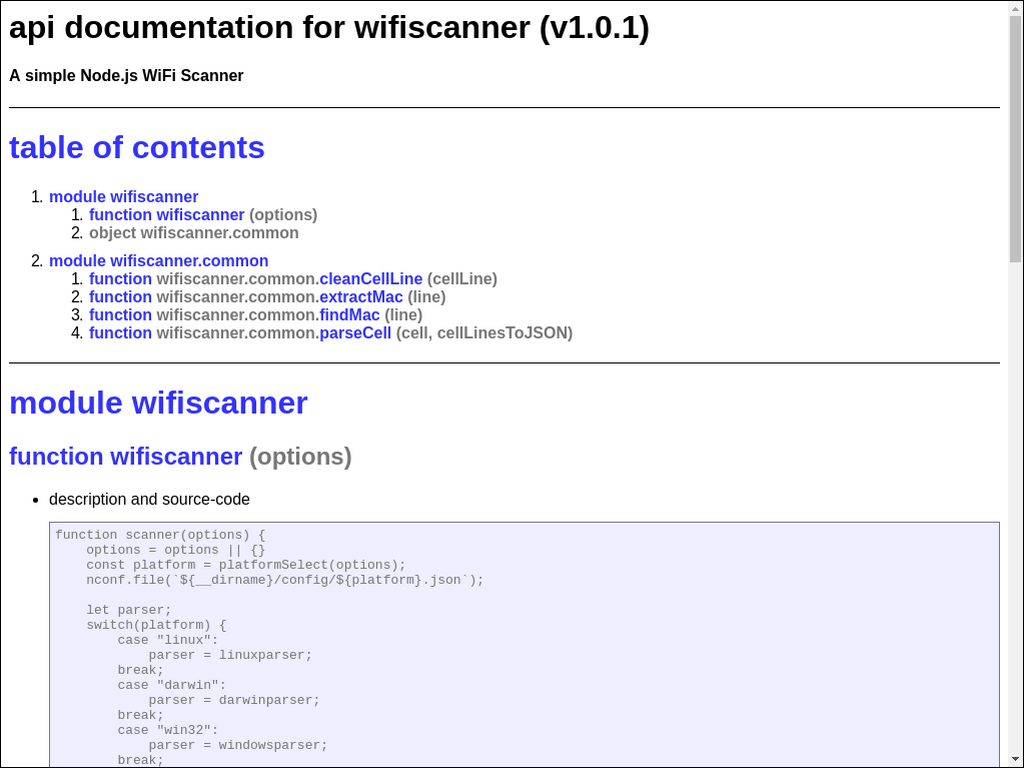 api documentation for wifiscanner (v1.0.1)
A simple Node.js WiFi Scanner
table of contents
1. module wifiscanner
1. function wifiscanner (options)
2. object wifiscanner.common
2. module wifiscanner.common
1. function wifiscanner.common.cleanCellLine (cellLine)
2. function wifiscanner.common.extractMac (line)
3. function wifiscanner.common.findMac (line)
4. function wifiscanner.common.parseCell (cell, cellLinesToJSON)
module wifiscanner
function wifiscanner (options)
• description and source-code
function scanner(options) {
    options = options || {}
    const platform = platformSelect(options);
    nconf.file(`${__dirname}/config/${platform}.json`);
    let parser;
    switch(platform) {
        case "linux":
            parser = linuxparser;
        break;
        case "darwin":
            parser = darwinparser;
        break;
        case "win32":
            parser = windowsparser;
        break;